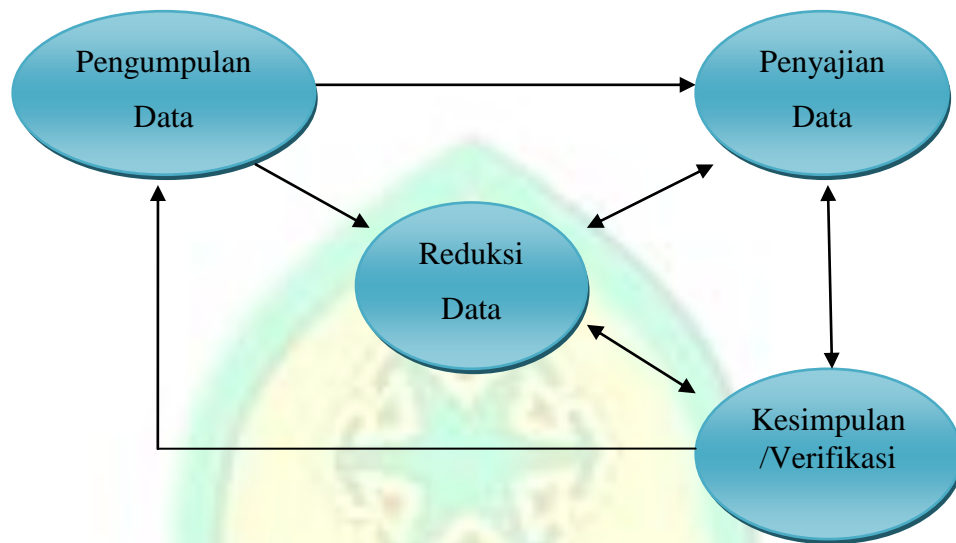 Pengumpulan
Data
Penyajian
Data
Reduksi
Data
Kesimpulan
/Verifikasi